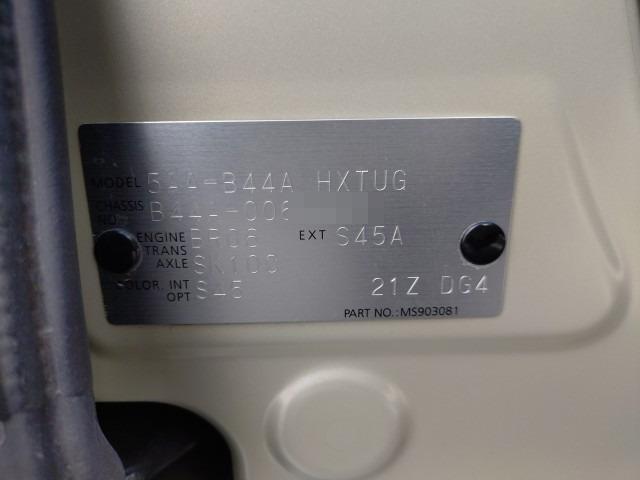 MODEL 5AA-B44A HXTUG
CHASSIS NO. B44A-006
ENGINE BR06 EXT S45A
TRANS AXLE SK100
COLOR. INT S45
OPT 21Z DG4
PART NO.:MS903081